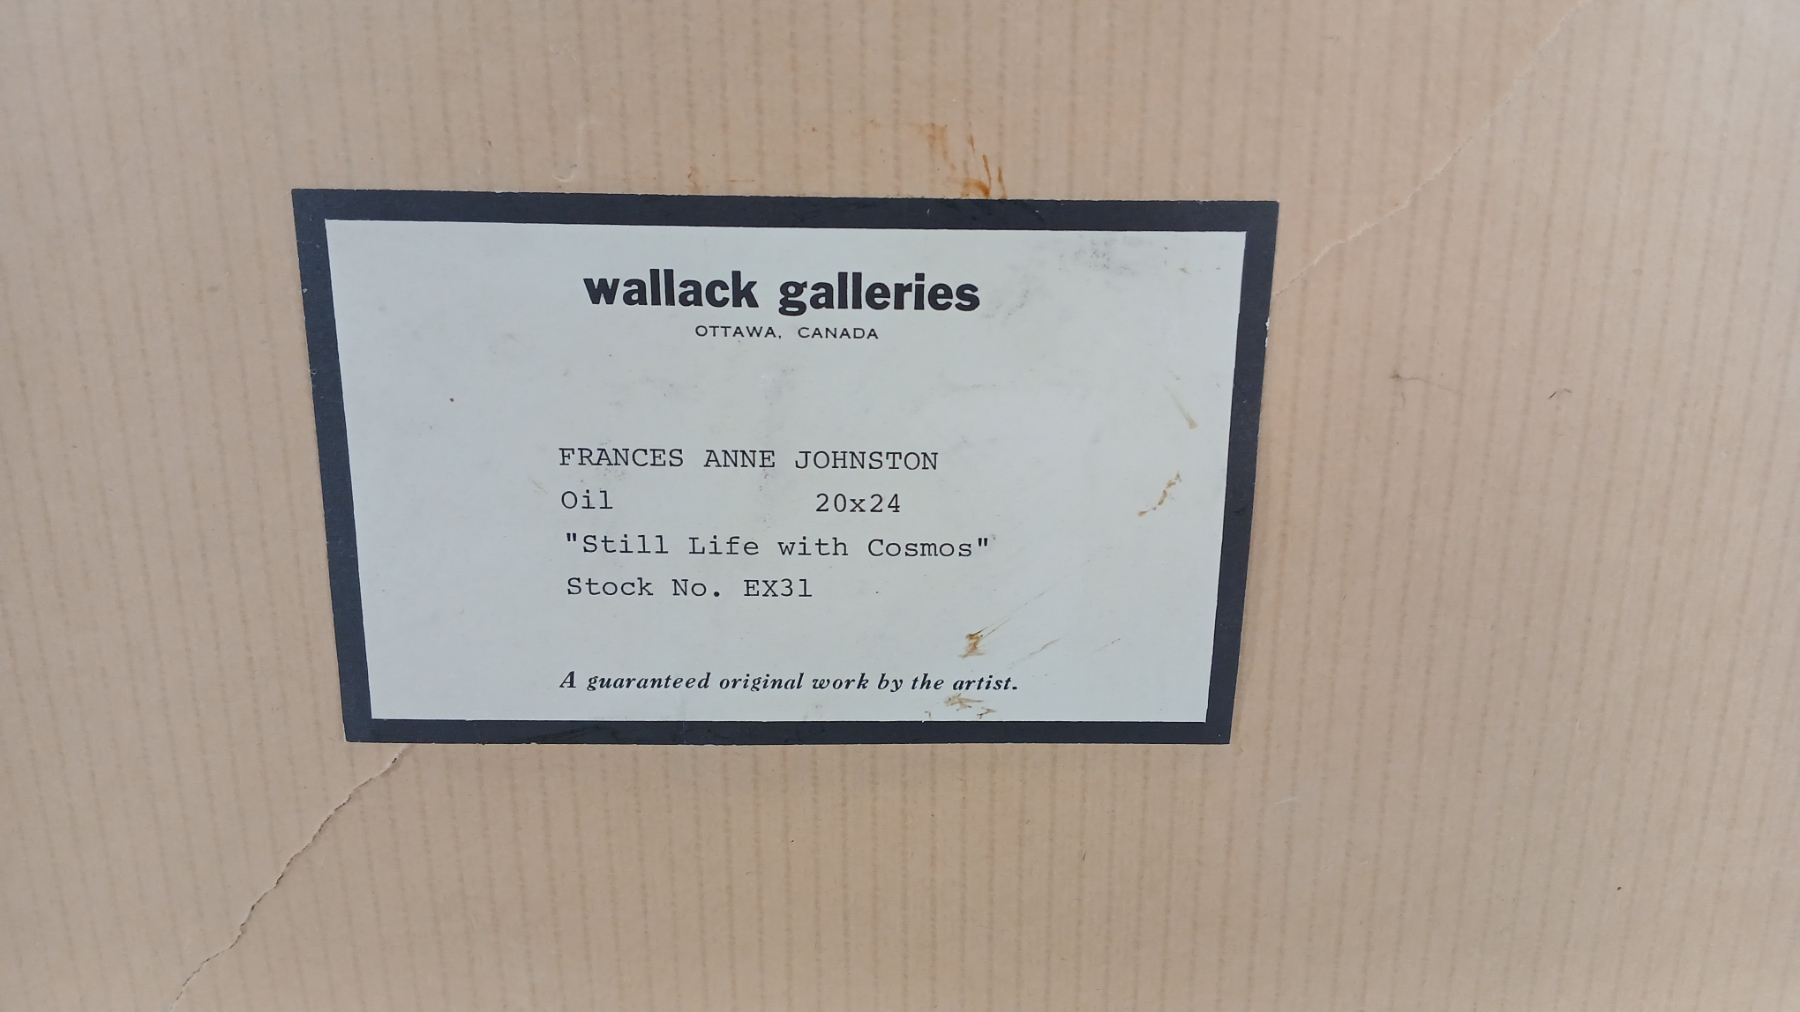 wallack galleries
OTTAWA, CANADA
FRANCES ANNE JOHNSTON
Oil 20x24
"Still Life with Cosmos"
Stock No. EX31
A guaranteed original work by the artist.